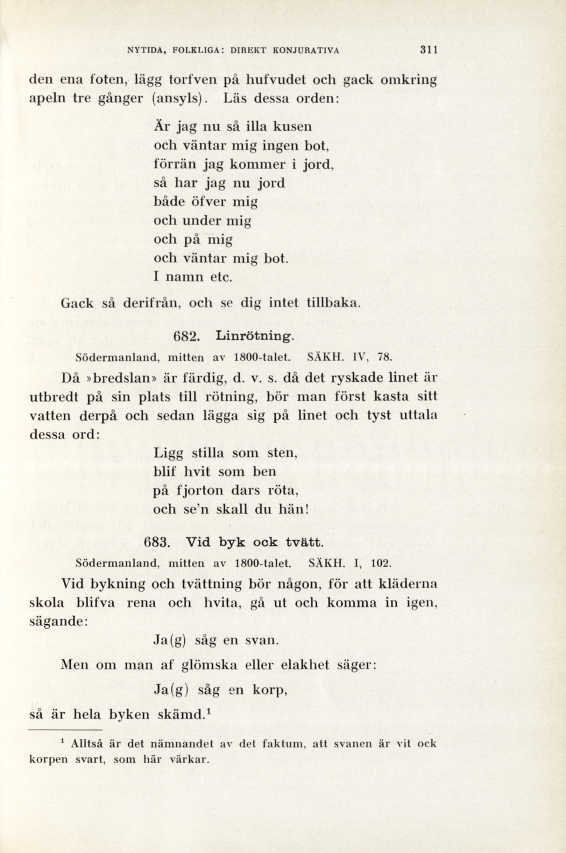 NYTIDA, FOLKLIGA: DIREKT KONJURATIVA 311
den ena foten, lägg torfven på hufvudet och gack omkring
apeln tre gånger (ansyls). Läs dessa orden:
Är jag nu så illa kusen
och väntar mig ingen bot,
förrän jag kommer i jord,
så har jag nu jord
både öfver mig
och under mig
och på mig
och väntar mig bot.
I namn etc.
Gack så derifrån, och se dig intet tillbaka.
682. Linrötning.
Södermanland, mitten av 1800-talet. SÄKH. IV, 78.
Då »bredslan» är färdig, d. v. s. då det ryskade linet är
utbredt på sin plats till rötning, bör man först kasta sitt
vatten derpå och sedan lägga sig på linet och tyst uttala
dessa ord:
Ligg stilla som sten,
blif hvit som ben
på fjorton dars röta,
och se'n skall du hän!
683. Vid byk ock tvätt.
Södermanland, mitten av 1800-talet. SÄKH. I, 102.
Vid bykning och tvättning bör någon, för att kläderna
skola blifva rena och hvita, gå ut och komma in igen,
sägande:
Ja(g) såg en svan.
Men om man af glömska eller elakhet säger:
Ja(g) såg en korp,
så är hela byken skämd.¹
¹ Alltså är det nämnandet av det faktum, att svanen är vit ock
korpen svart, som här värkar.